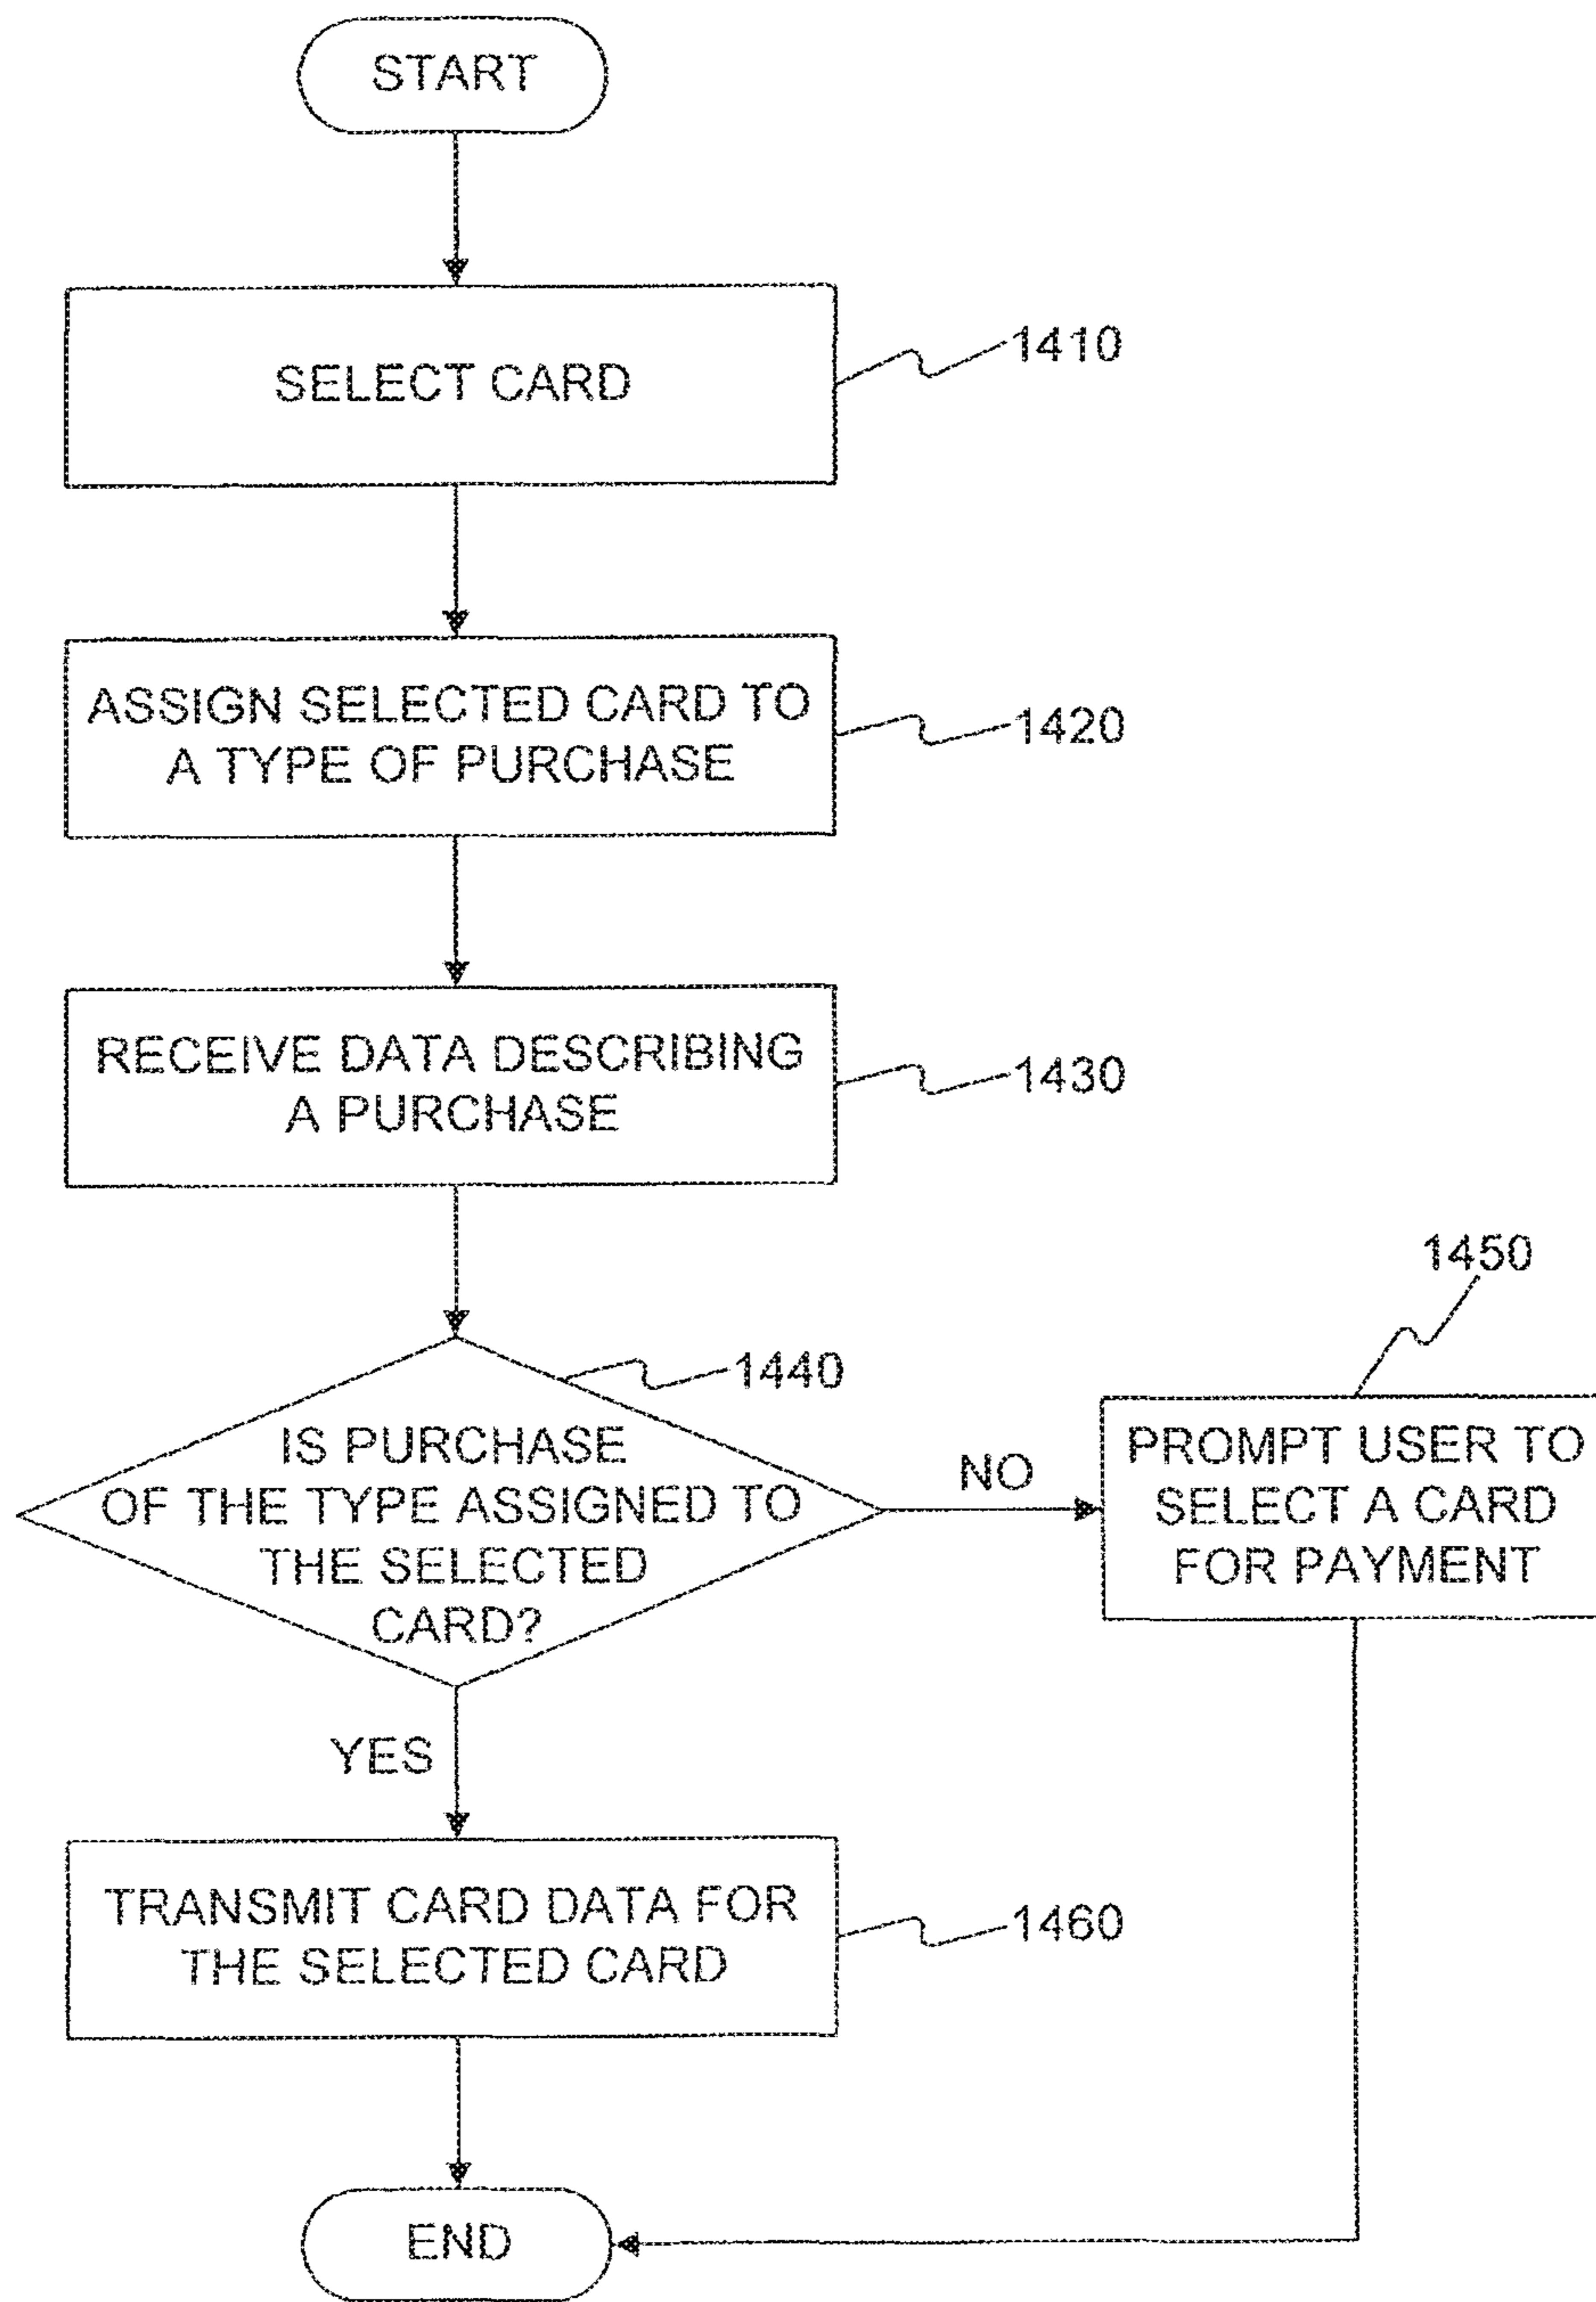 START
SELECT CARD
1410
ASSIGN SELECTED CARD TO
A TYPE OF PURCHASE
1420
RECEIVE DATA DESCRIBING
A PURCHASE
1430
1440
IS PURCHASE
OF THE TYPE ASSIGNED TO
THE SELECTED
CARD?
NO
1450
PROMPT USER TO
SELECT A CARD
FOR PAYMENT
YES
TRANSMIT CARD DATA FOR
THE SELECTED CARD
1460
END